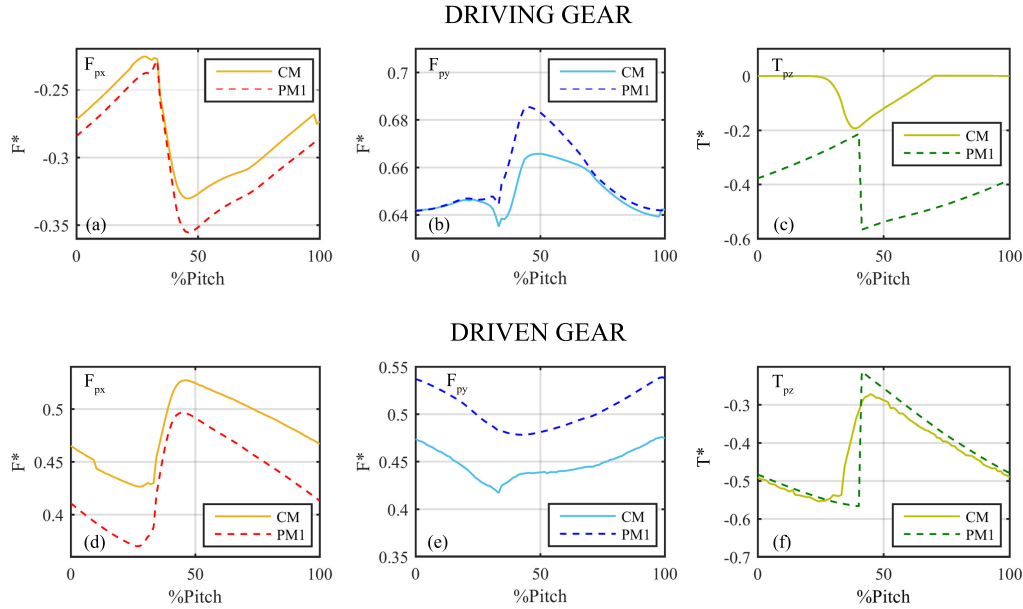 DRIVING GEAR
F* -0.25 -0.3 -0.35
Fpx
CM
PM1
(a)
0 50 100
%Pitch
F* 0.7 0.68 0.66 0.64
Fpy
CM
PM1
(b)
0 50 100
%Pitch
T* 0 -0.2 -0.4 -0.6
Tpz
CM
PM1
(c)
0 50 100
%Pitch
DRIVEN GEAR
F* 0.5 0.45 0.4
Fpx
CM
PM1
(d)
0 50 100
%Pitch
F* 0.55 0.5 0.45 0.4 0.35
Fpy
CM
PM1
(e)
0 50 100
%Pitch
T* -0.3 -0.4 -0.5 -0.6 -0.7
Tpz
CM
PM1
(f)
0 50 100
%Pitch